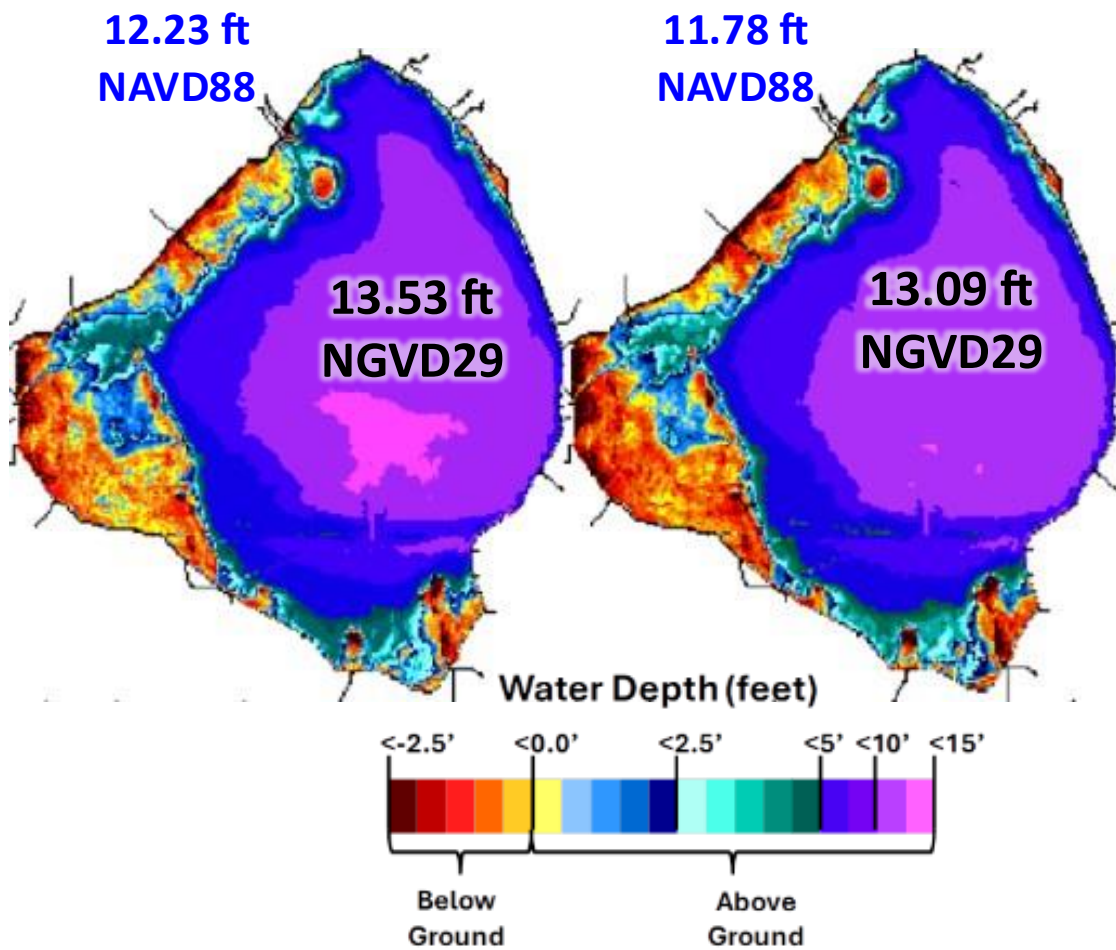 12.23 ft
NAVD88
11.78 ft
NAVD88
13.53 ft
NGVD29
13.09 ft
NGVD29
Water Depth (feet)
<-2.5’ <0.0’ <2.5’ <5’ <10’ <15’
Below
Ground
Above
Ground